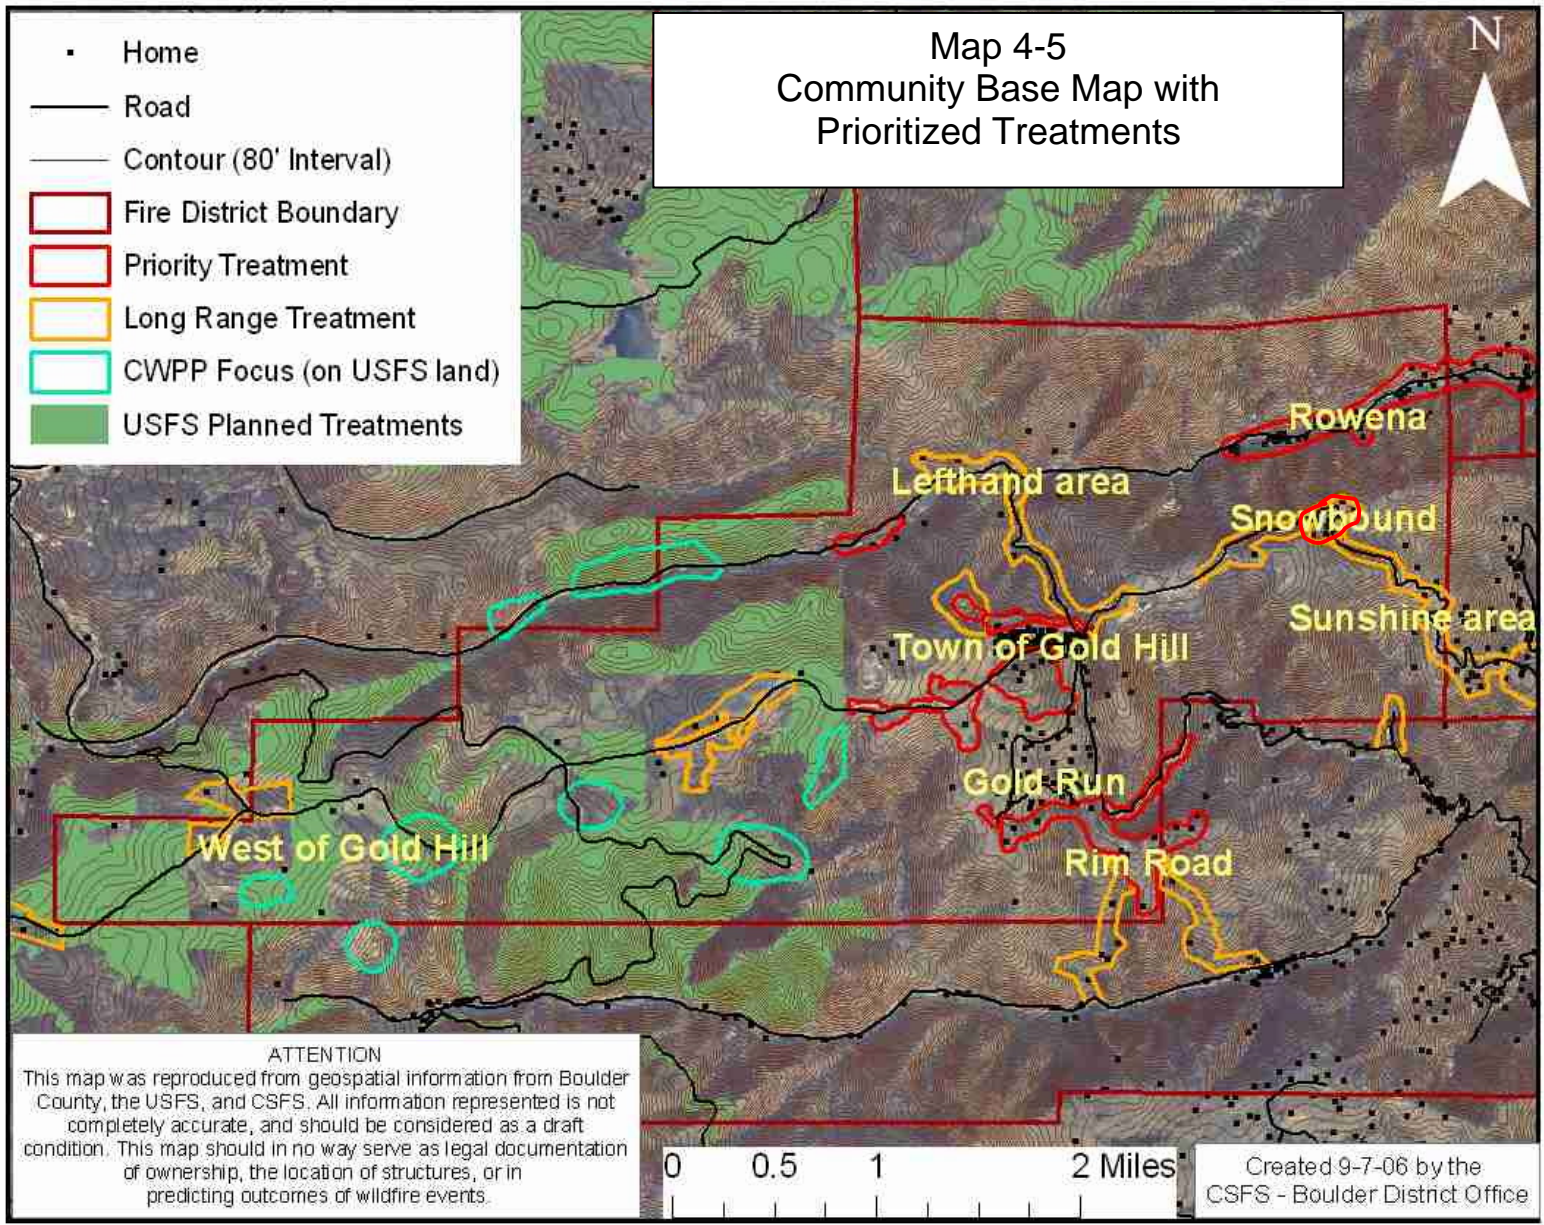 Home
Road
Contour (80' Interval)
Fire District Boundary
Priority Treatment
Long Range Treatment
CWPP Focus (on USFS land)
USFS Planned Treatments
Map 4-5
Community Base Map with
Prioritized Treatments
N
Rowena
Lefthand area
Snowbound
Sunshine area
Town of Gold Hill
Gold Run
West of Gold Hill
Rim Road
ATTENTION
This map was reproduced from geospatial information from Boulder
County, the USFS, and CSFS. All information represented is not
completely accurate, and should be considered as a draft
condition. This map should in no way serve as legal documentation
of ownership, the location of structures, or in
predicting outcomes of wildfire events.
0 0.5 1 2 Miles
Created 9-7-06 by the
CSFS - Boulder District Office